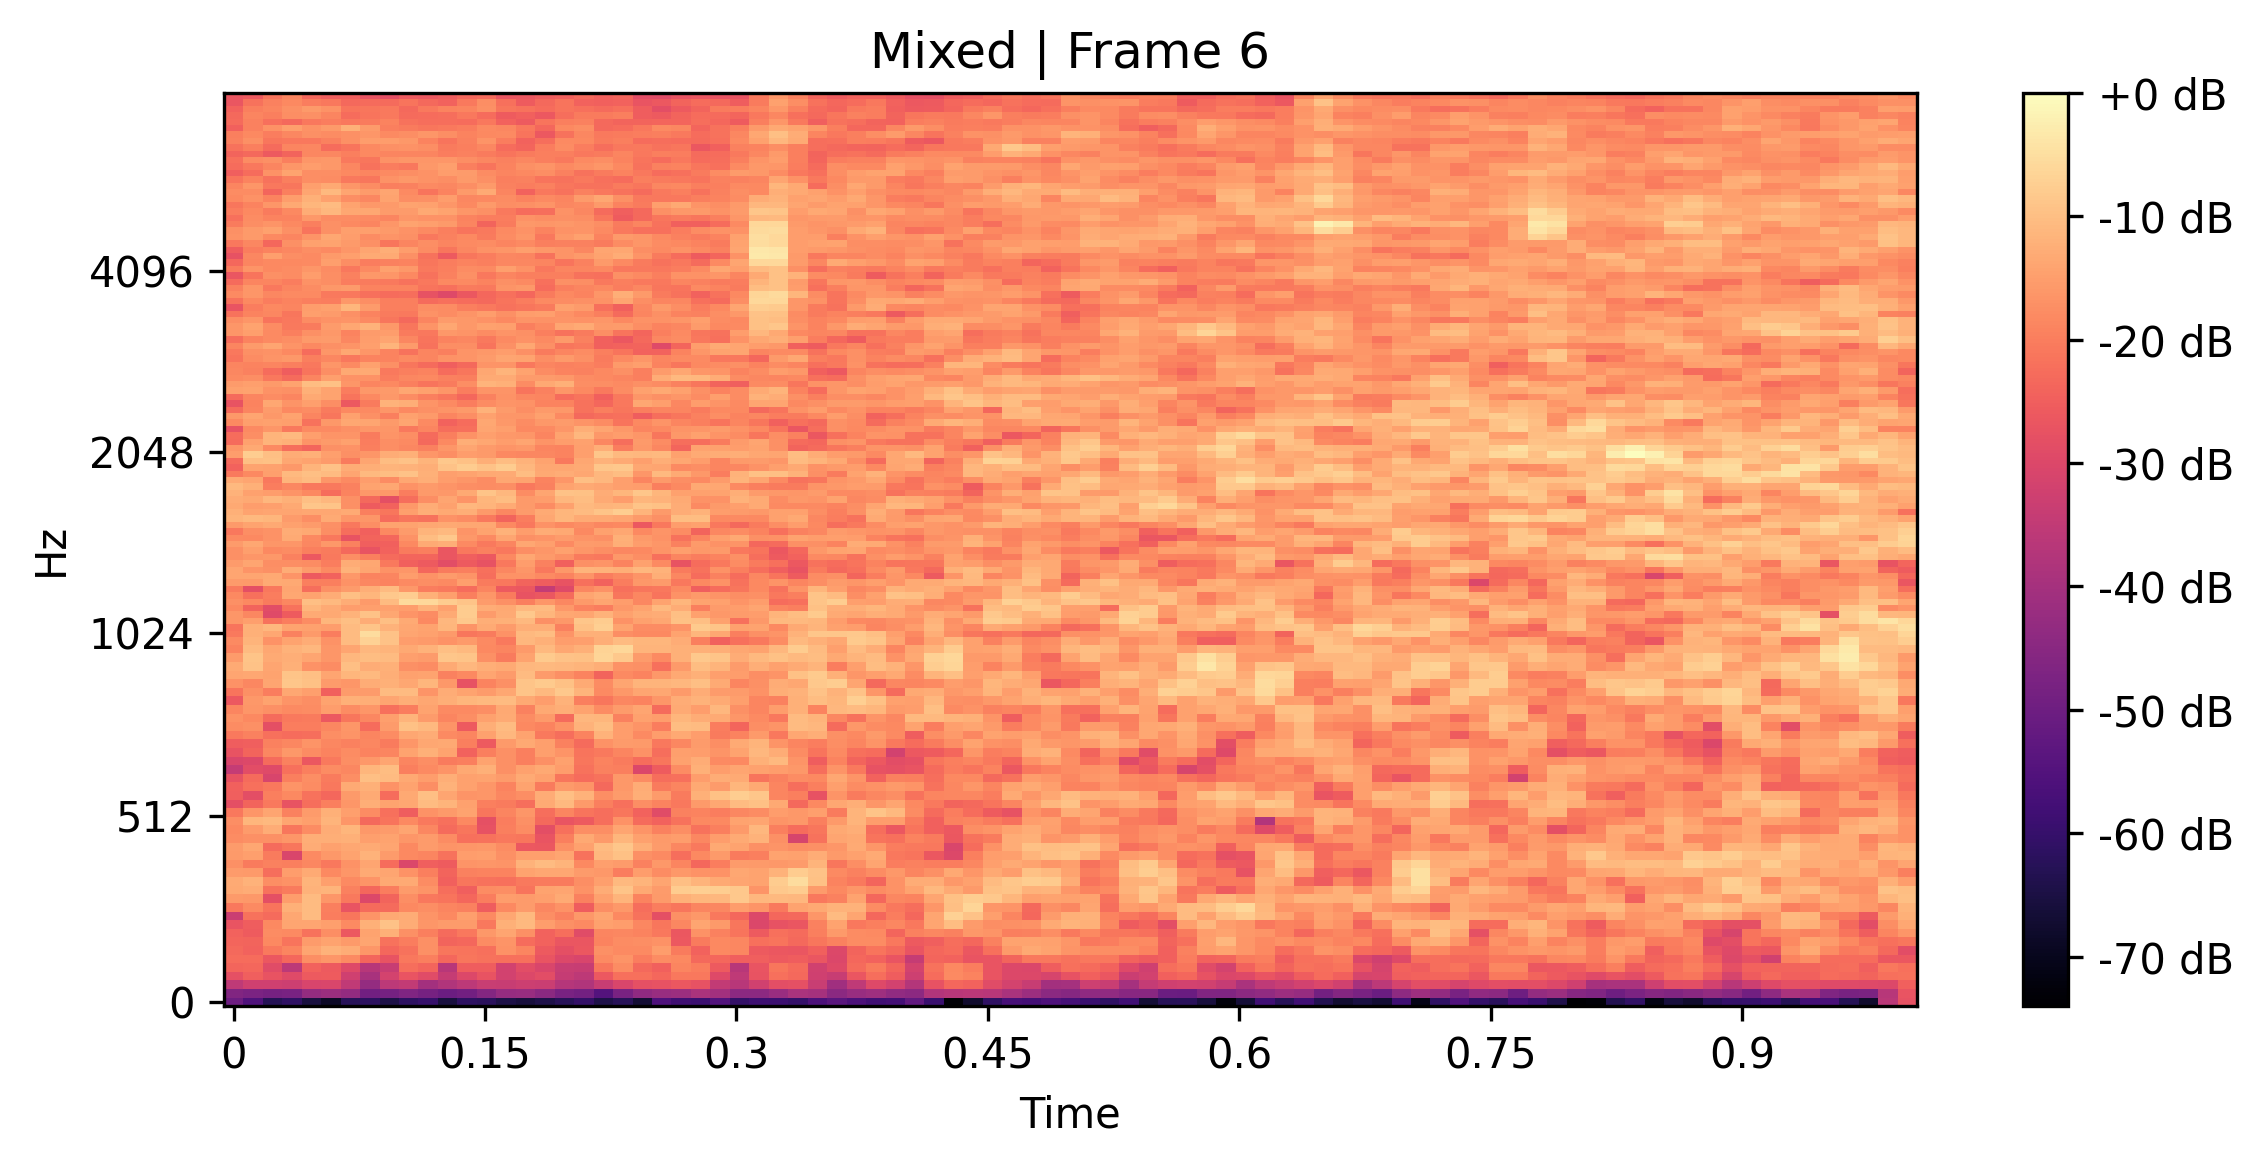 Mixed | Frame 6
+0 dB
-10 dB
-20 dB
-30 dB
-40 dB
-50 dB
-60 dB
-70 dB
Hz
4096
2048
1024
512
0
0 0.15 0.3 0.45 0.6 0.75 0.9
Time